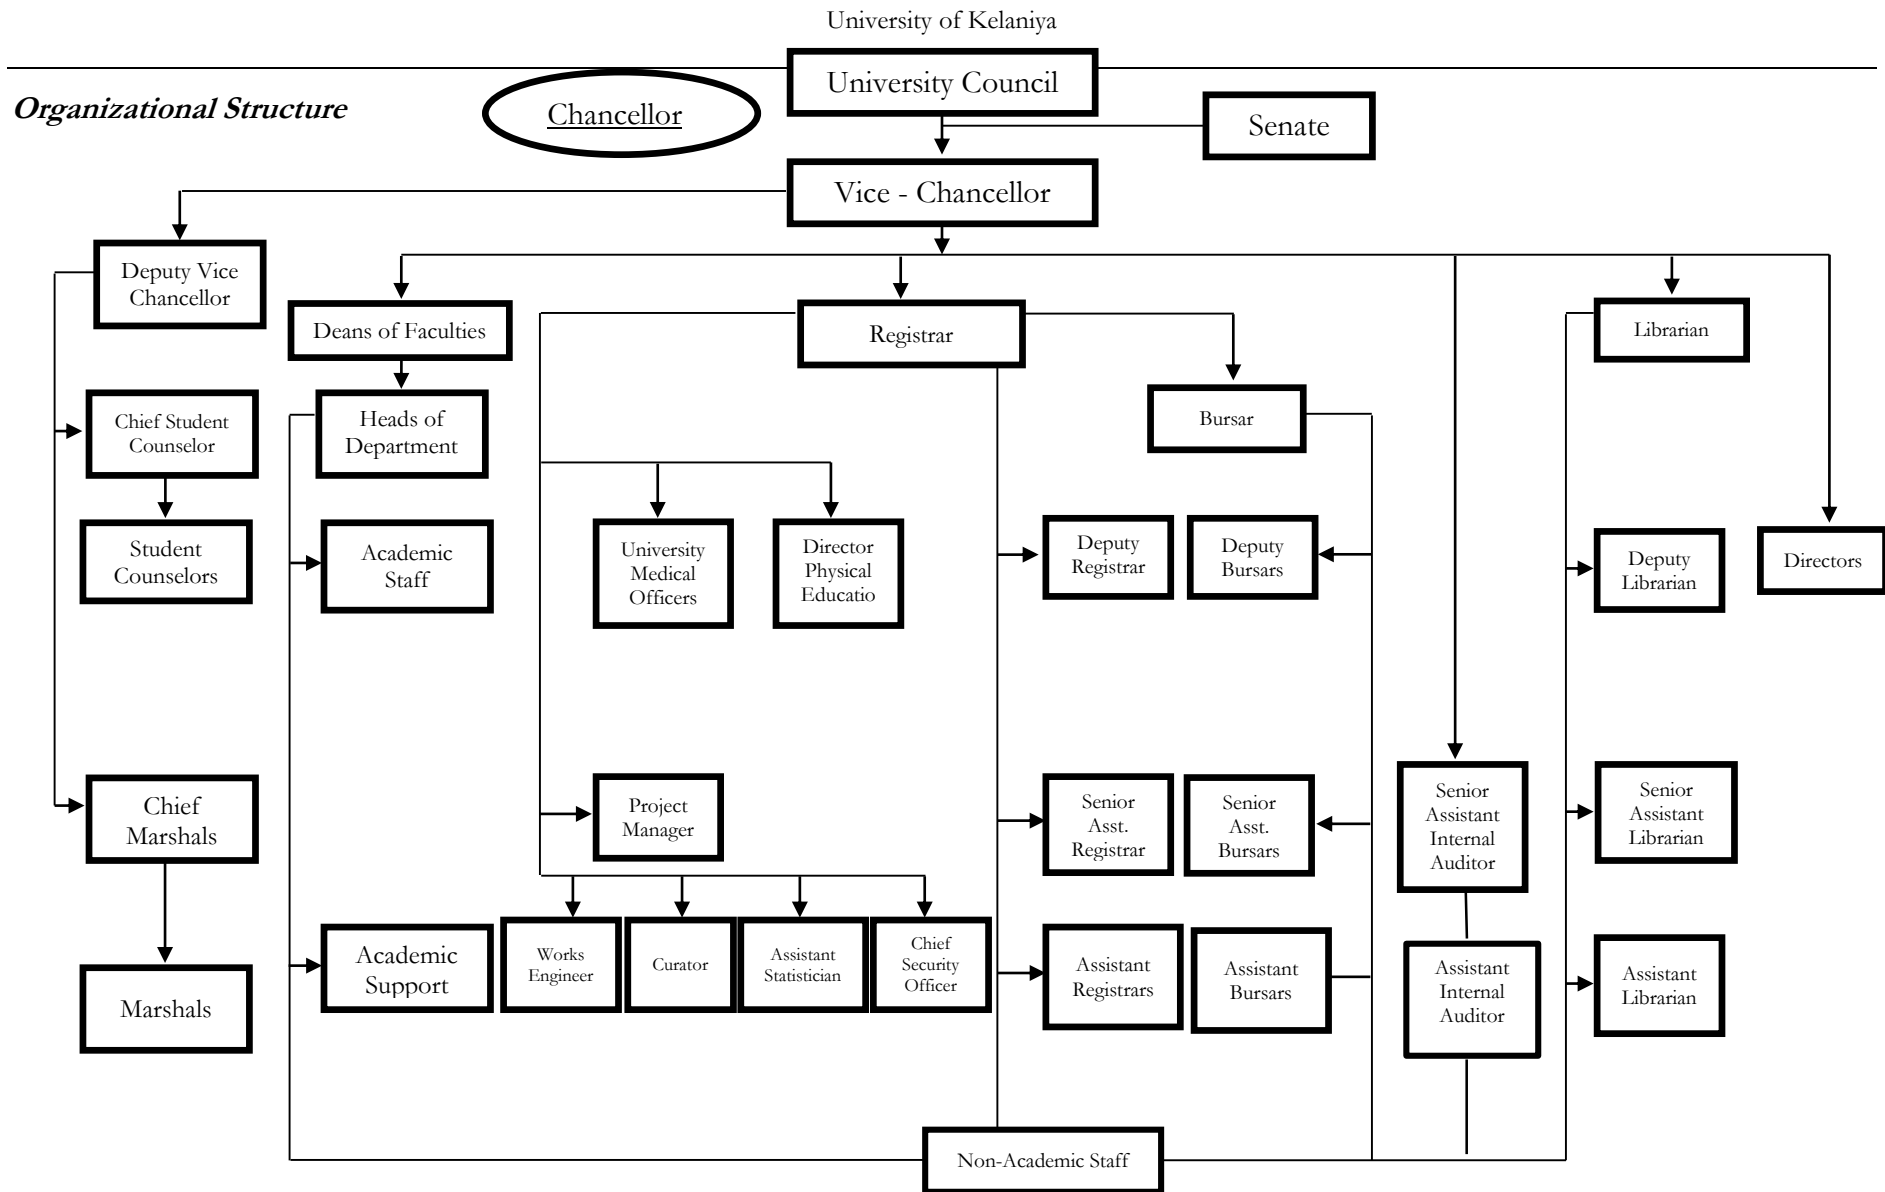 University of Kelaniya
University Council
Organizational Structure
Chancellor
Senate
Vice - Chancellor
Deputy Vice
Chancellor
Deans of Faculties
Registrar
Librarian
Chief Student
Counselor
Heads of
Department
Bursar
Student
Counselors
Academic
Staff
University
Medical
Officers
Director
Physical
Educatio
Deputy
Registrar
Deputy
Bursars
Deputy
Librarian
Directors
Chief
Marshals
Project
Manager
Senior
Asst.
Registrar
Senior
Asst.
Bursars
Senior
Assistant
Internal
Auditor
Senior
Assistant
Librarian
Marshals
Academic
Support
Works
Engineer
Curator
Assistant
Statistician
Chief
Security
Officer
Assistant
Registrars
Assistant
Bursars
Assistant
Internal
Auditor
Assistant
Librarian
Non-Academic Staff